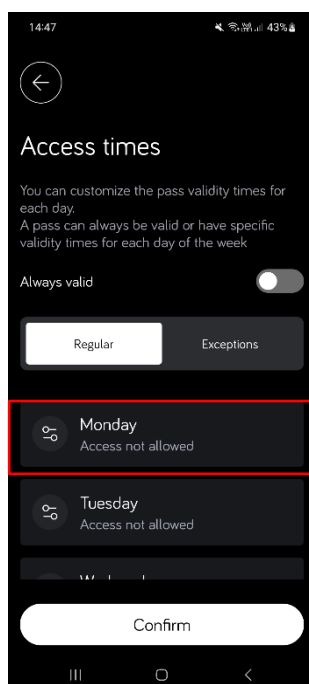 14:47
43%
Access times
You can customize the pass validity times for
each day.
A pass can always be valid or have specific
validity times for each day of the week
Always valid
Regular
Exceptions
Monday
Access not allowed
Tuesday
Access not allowed
Confirm